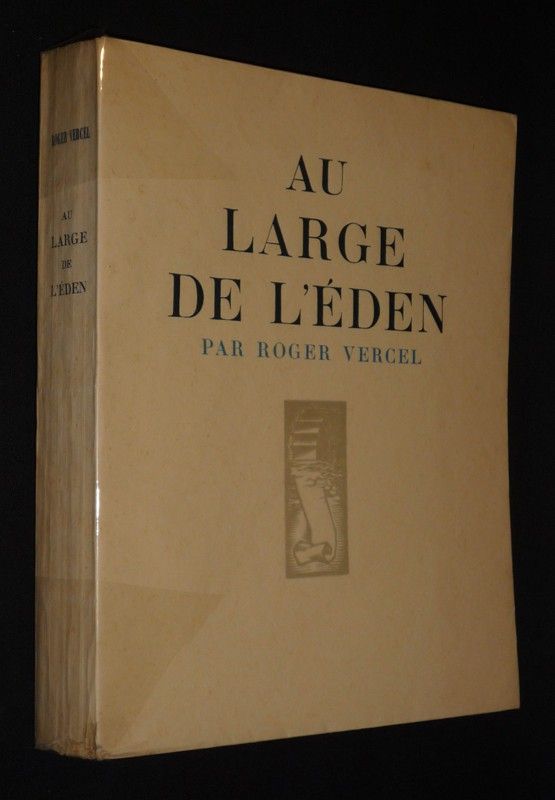 ROGER VERCEL
AU
LARGE
DE
L'ÉDEN
AU
LARGE
DE L'ÉDEN
PAR ROGER VERCEL